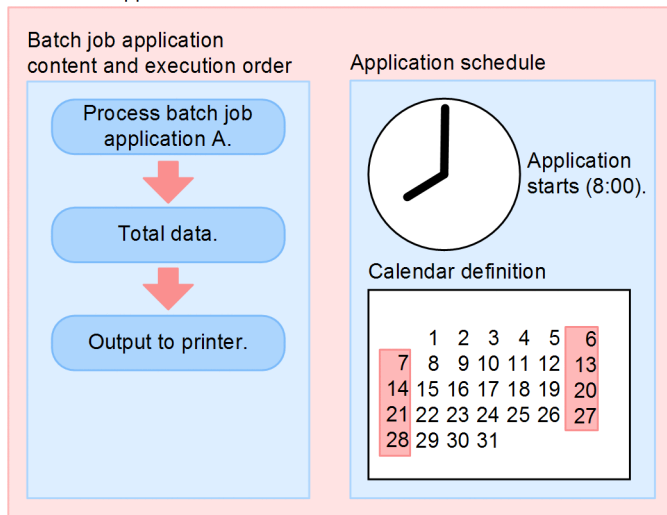 Batch job application
content and execution order
Process batch job
application A.
Total data.
Output to printer.
Application schedule
Application
starts (8:00).
Calendar definition
1 2 3 4 5 6
7 8 9 10 11 12 13
14 15 16 17 18 19 20
21 22 23 24 25 26 27
28 29 30 31